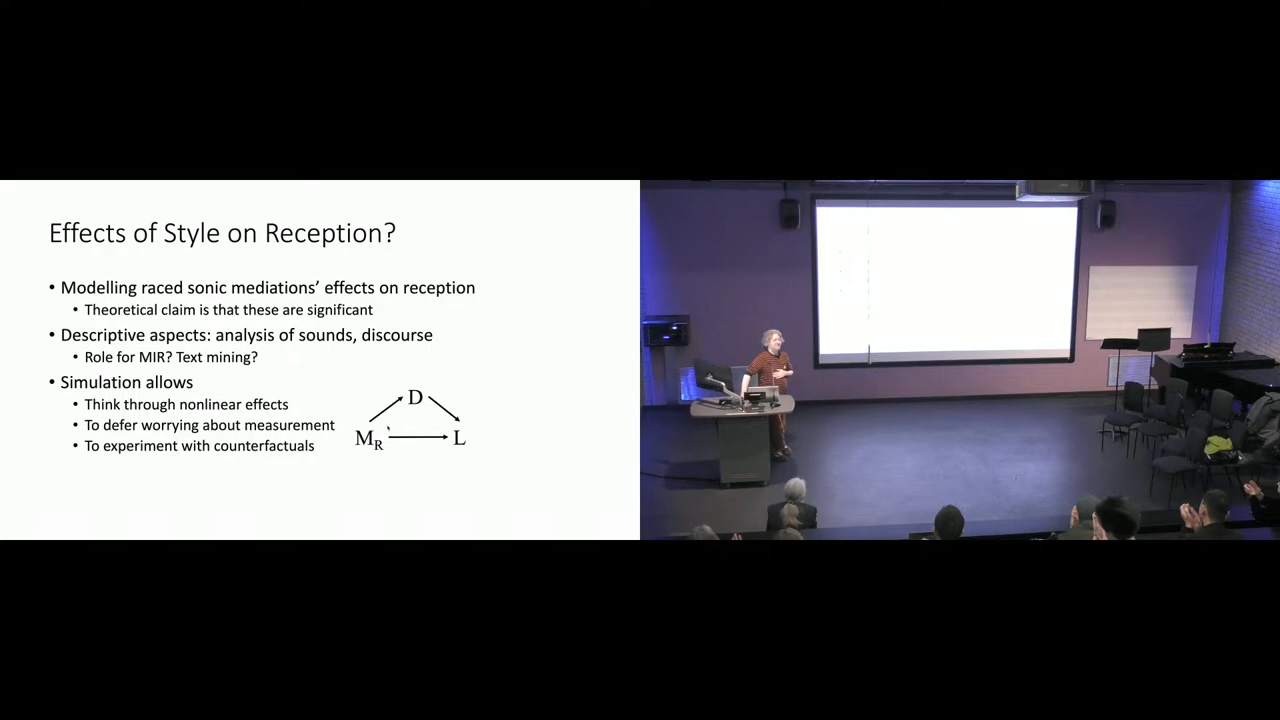 Effects of Style on Reception?
• Modelling raced sonic mediations' effects on reception
• Theoretical claim is that these are significant
• Descriptive aspects: analysis of sounds, discourse
• Role for MIR? Text mining?
• Simulation allows
• Think through nonlinear effects
• To defer worrying about measurement
• To experiment with counterfactuals
D
M_R
L